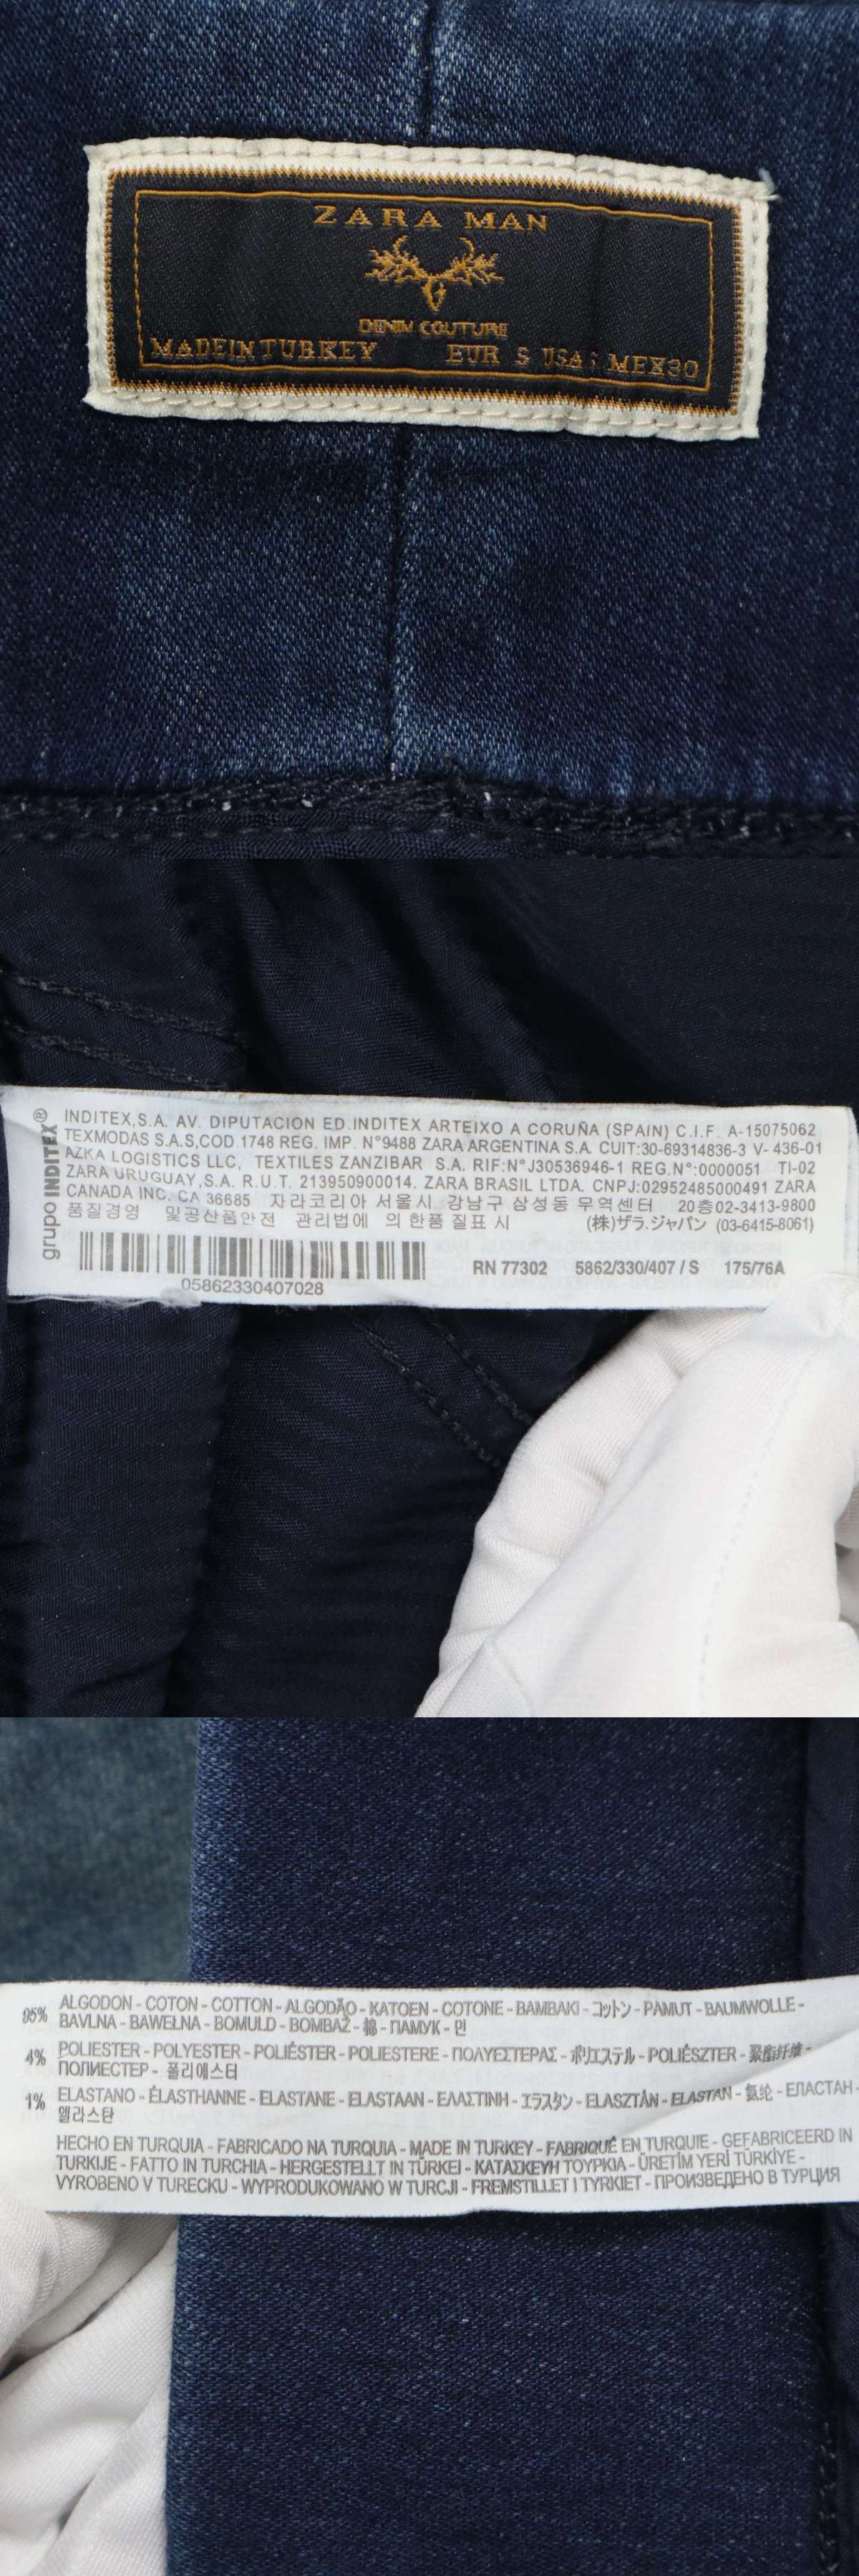 ZARA MAN
DENIM COUTURE
MADE IN TURKEY EUR S USA S MEX30
grupo INDITEX®
INDITEX,S.A. AV. DIPUTACION ED.INDITEX ARTEIXO A CORUÑA (SPAIN) C.I.F. A-15075062
TEXMODAS S.A.S,COD 1748 REG. IMP. N°9488 ZARA ARGENTINA S.A. CUIT:30-69314836-3 V- 436-01
AZKA LOGISTICS LLC, TEXTILES ZANZIBAR S.A. RIF:N°J30536946-1 REG.N°:0000051 TI-02
ZARA URUGUAY,S.A. R.U.T. 213950900014. ZARA BRASIL LTDA. CNPJ:02952485000491 ZARA
CANADA INC. CA 36685 자라코리아 서울시 강남구 삼성동 무역센터 20층02-3413-9800
품질경영 및공산품안전 관리법에 의한품 질표시 (株)ザラ.ジャパン (03-6415-8061)
RN 77302 5862/330/407 / S 175/76A
05862330407028
95% ALGODON - COTON - COTTON - ALGODÃO - KATOEN - COTONE - ΒΑΜΒΑΚΙ - コットン - PAMUT - BAUMWOLLE -
BAVLNA - BAWEŁNA - BOMULD - BOMBAŽ - 棉 - ПАМУК - 면
4% POLIESTER - POLYESTER - POLIÉSTER - POLIESTERE - ΠΟΛΥΕΣΤΕΡΑΣ - ポリエステル - POLIÉSZTER - 聚酯纤维 -
ПОЛИЕСТЕР - 폴리에스터
1% ELASTANO - ÉLASTHANNE - ELASTANE - ELASTAAN - ΕΛΑΣΤΙΝΗ - エラスタン - ELASZTÁN - ELASTAN - 氨纶 - ЕЛАСТАН -
엘라스탄
HECHO EN TURQUIA - FABRICADO NA TURQUIA - MADE IN TURKEY - FABRIQUÉ EN TURQUIE - GEFABRICEERD IN
TURKIJE - FATTO IN TURCHIA - HERGESTELLT IN TÜRKEI - ΚΑΤΑΣΚΕΥΗ ΤΟΥΡΚΙΑ - ÜRETİM YERİ TÜRKİYE -
VYROBENO V TURECKU - WYPRODUKOWANO W TURCJI - FREMSTILLET I TYRKIET - ПРОИЗВЕДЕНО В ТУРЦИЯ